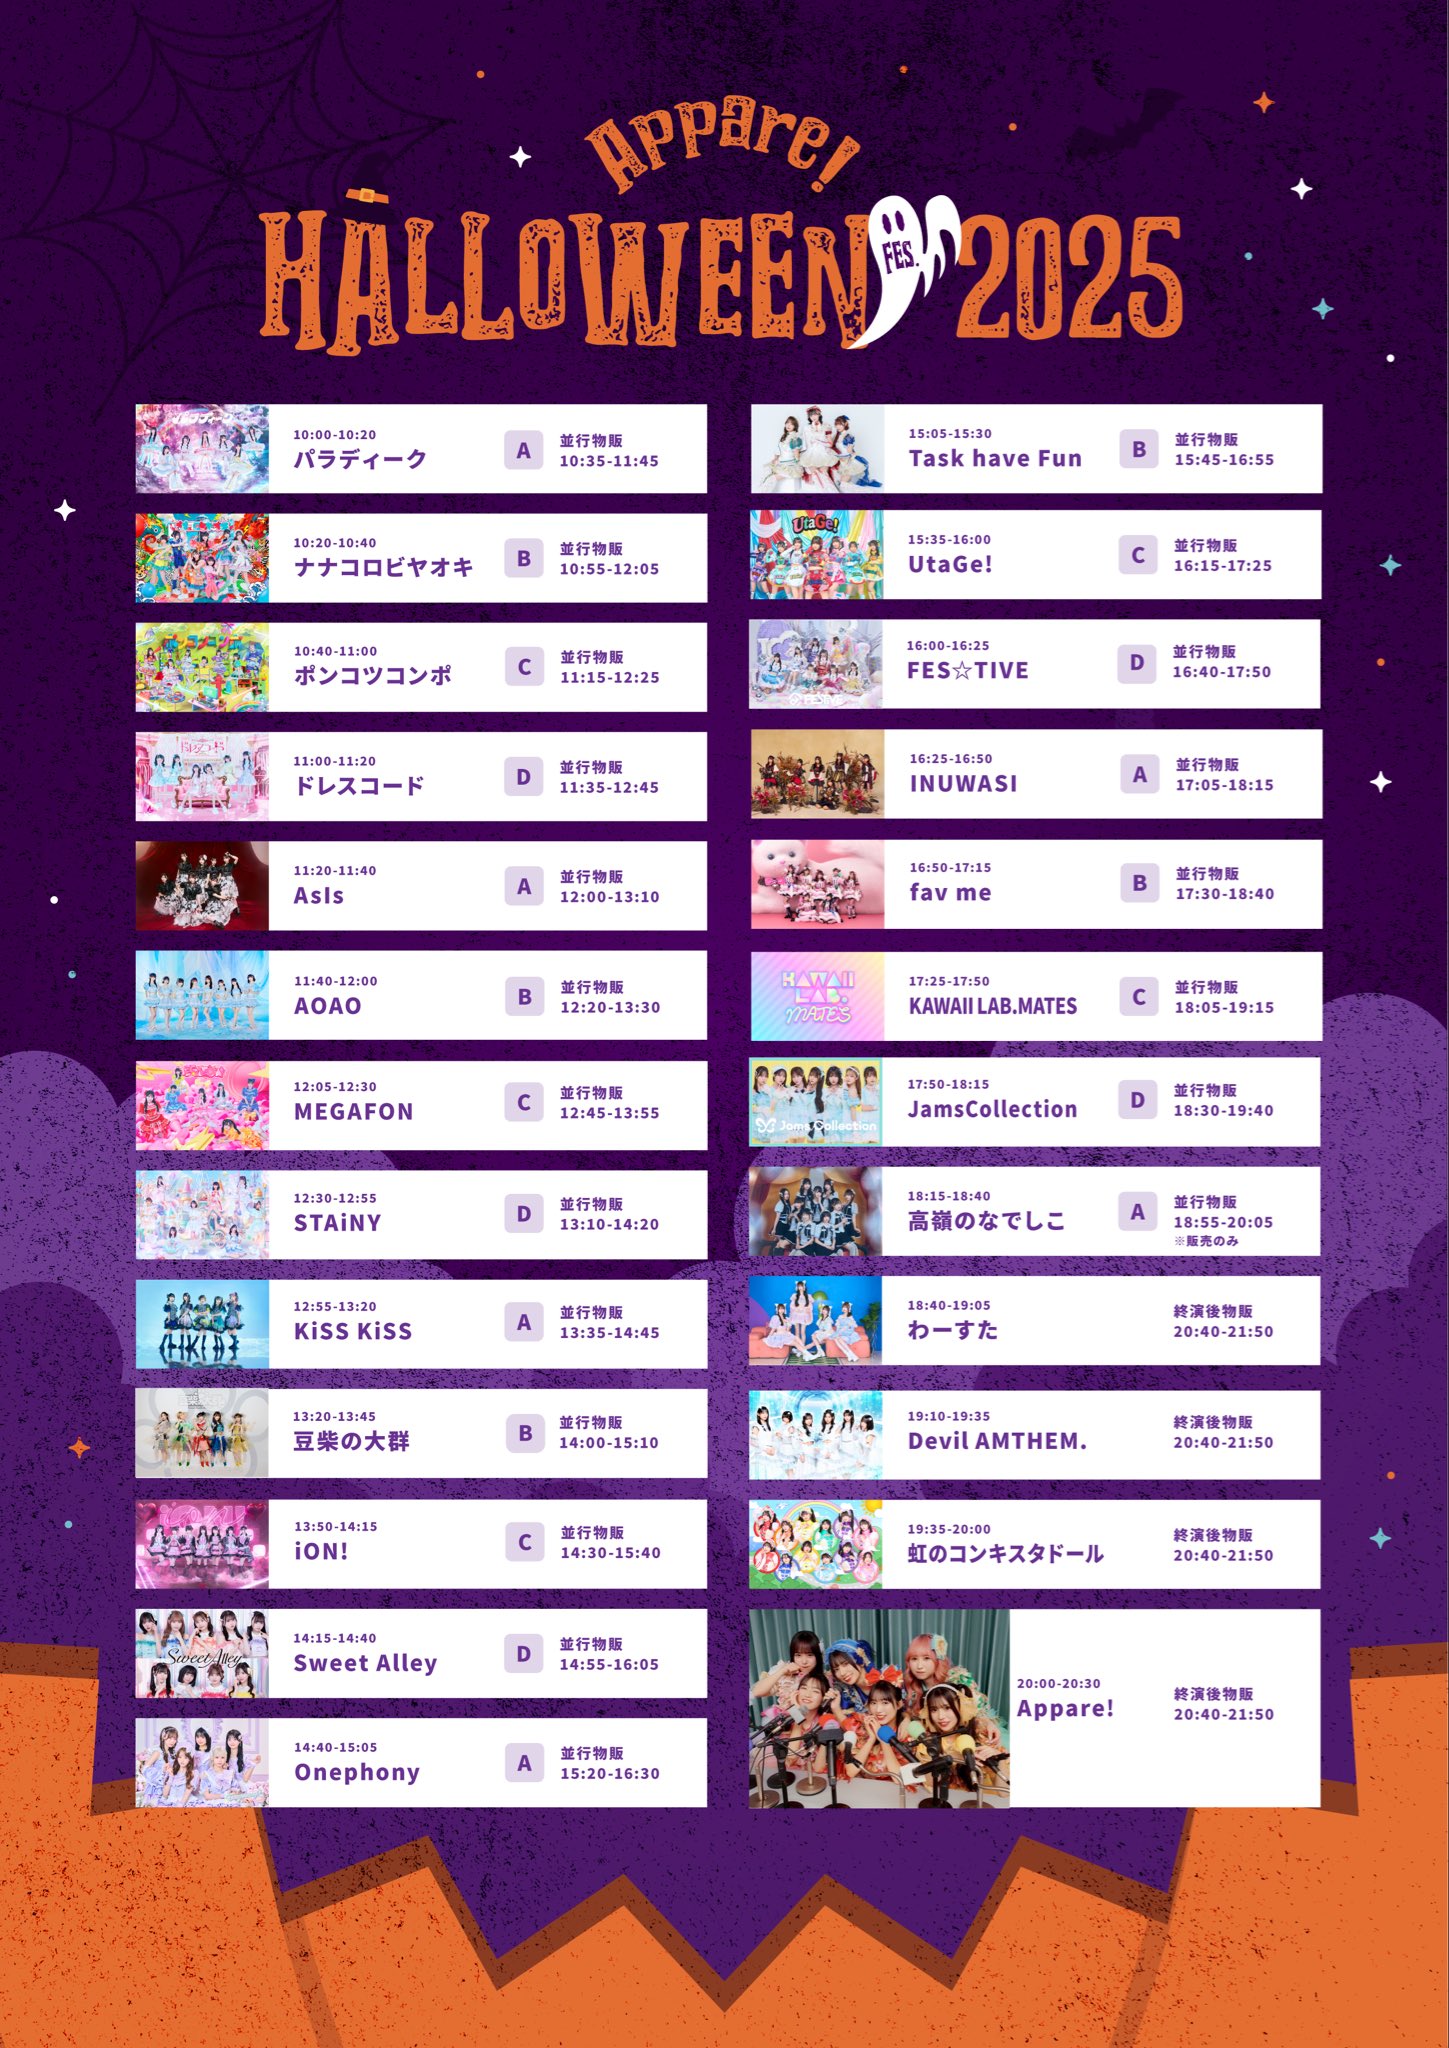 Appare!
HALLOWEEN FES. 2025
10:00-10:20
パラディーク
A
並行物販
10:35-11:45
10:20-10:40
ナナコロビヤオキ
B
並行物販
10:55-12:05
10:40-11:00
ポンコツコンポ
C
並行物販
11:15-12:25
11:00-11:20
ドレスコード
D
並行物販
11:35-12:45
11:20-11:40
AsIs
A
並行物販
12:00-13:10
11:40-12:00
AOAO
B
並行物販
12:20-13:30
12:05-12:30
MEGAFON
C
並行物販
12:45-13:55
12:30-12:55
STAiNY
D
並行物販
13:10-14:20
12:55-13:20
KiSS KiSS
A
並行物販
13:35-14:45
13:20-13:45
豆柴の大群
B
並行物販
14:00-15:10
13:50-14:15
iON!
C
並行物販
14:30-15:40
Sweet Alley
14:15-14:40
Sweet Alley
D
並行物販
14:55-16:05
14:40-15:05
Onephony
A
並行物販
15:20-16:30
15:05-15:30
Task have Fun
B
並行物販
15:45-16:55
UtaGe!
15:35-16:00
UtaGe!
C
並行物販
16:15-17:25
16:00-16:25
FES☆TIVE
D
並行物販
16:40-17:50
16:25-16:50
INUWASI
A
並行物販
17:05-18:15
16:50-17:15
fav me
B
並行物販
17:30-18:40
KAWAII
LAB.
MATES
17:25-17:50
KAWAII LAB.MATES
C
並行物販
18:05-19:15
Jams Collection
17:50-18:15
JamsCollection
D
並行物販
18:30-19:40
18:15-18:40
高嶺のなでしこ
A
並行物販
18:55-20:05
※販売のみ
18:40-19:05
わーすた
終演後物販
20:40-21:50
19:10-19:35
Devil AMTHEM.
終演後物販
20:40-21:50
19:35-20:00
虹のコンキスタドール
終演後物販
20:40-21:50
20:00-20:30
Appare!
終演後物販
20:40-21:50